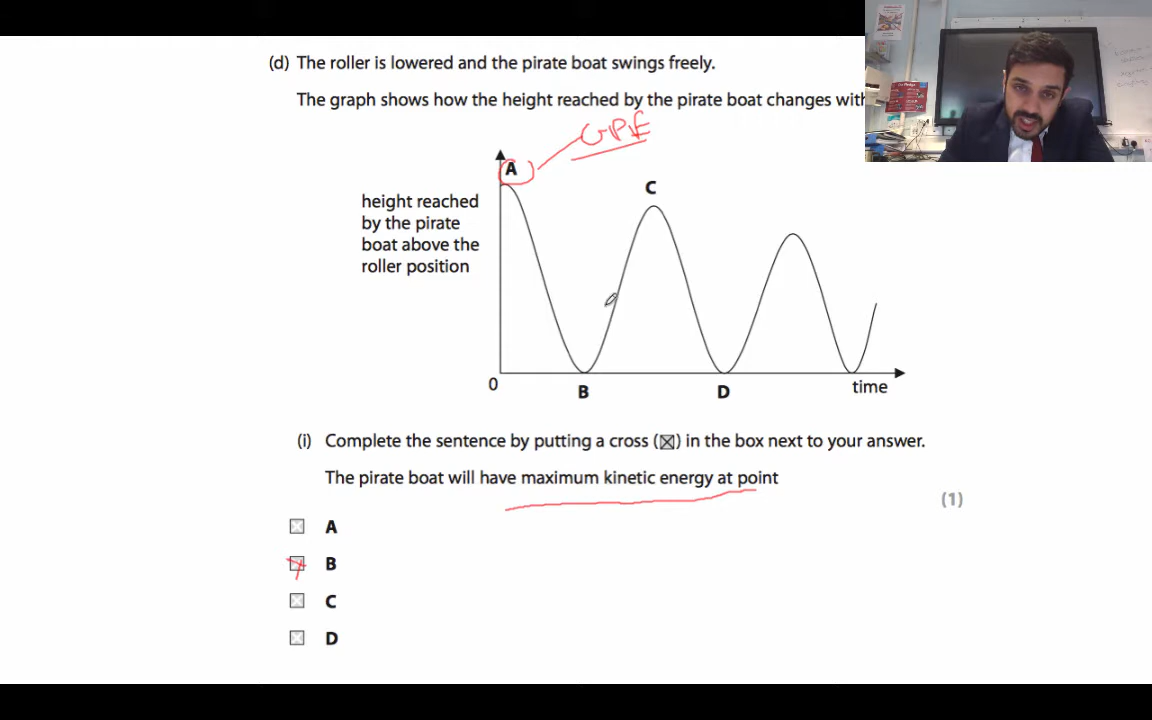 (d) The roller is lowered and the pirate boat swings freely.
The graph shows how the height reached by the pirate boat changes with
GPE
A
C
height reached
by the pirate
boat above the
roller position
0
B
D
time
(i) Complete the sentence by putting a cross (☒) in the box next to your answer.
The pirate boat will have maximum kinetic energy at point
(1)
A
B
C
D